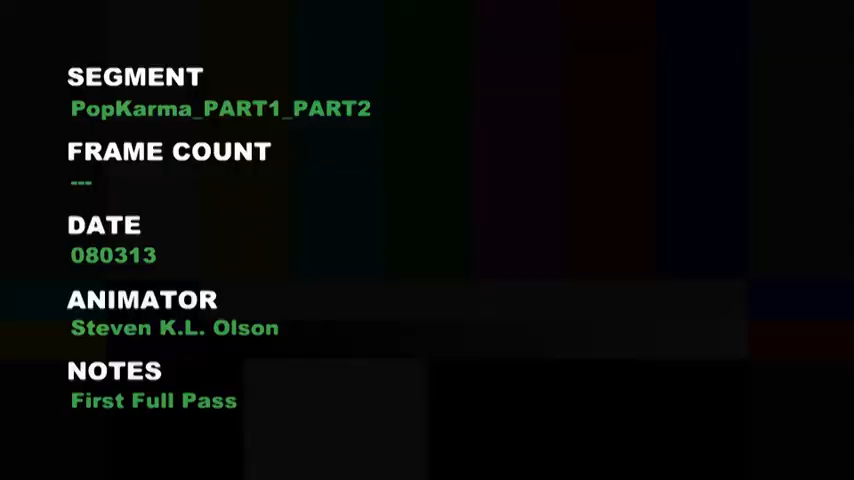 SEGMENT
PopKarma_PART1_PART2
FRAME COUNT
---
DATE
080313
ANIMATOR
Steven K.L. Olson
NOTES
First Full Pass